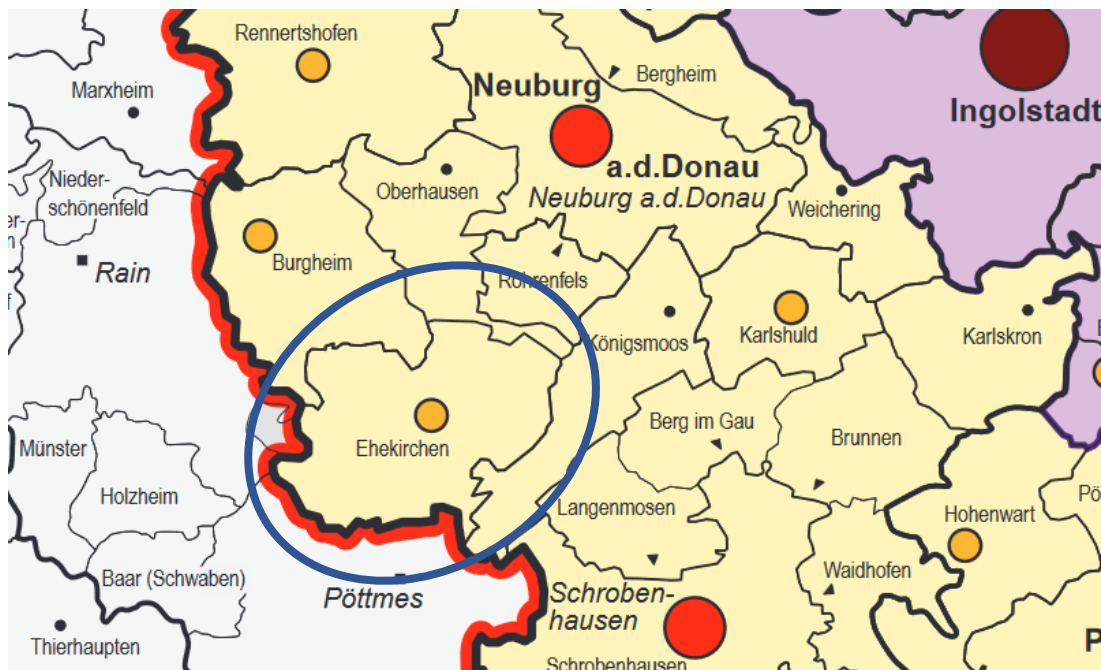 Rennertshofen
Marxheim
Neuburg
Bergheim
Ingolstadt
a.d.Donau
Neuburg a.d.Donau
Nieder-
schönenfeld
Oberhausen
Weichering
Rain
Burgheim
Rohrenfels
Königsmoos
Karlshuld
Karlskron
Münster
Holzheim
Ehekirchen
Berg im Gau
Brunnen
Langenmosen
Hohenwart
Baar (Schwaben)
Pöttmes
Schroben-
hausen
Waidhofen
Thierhaupten
Schrobenhausen